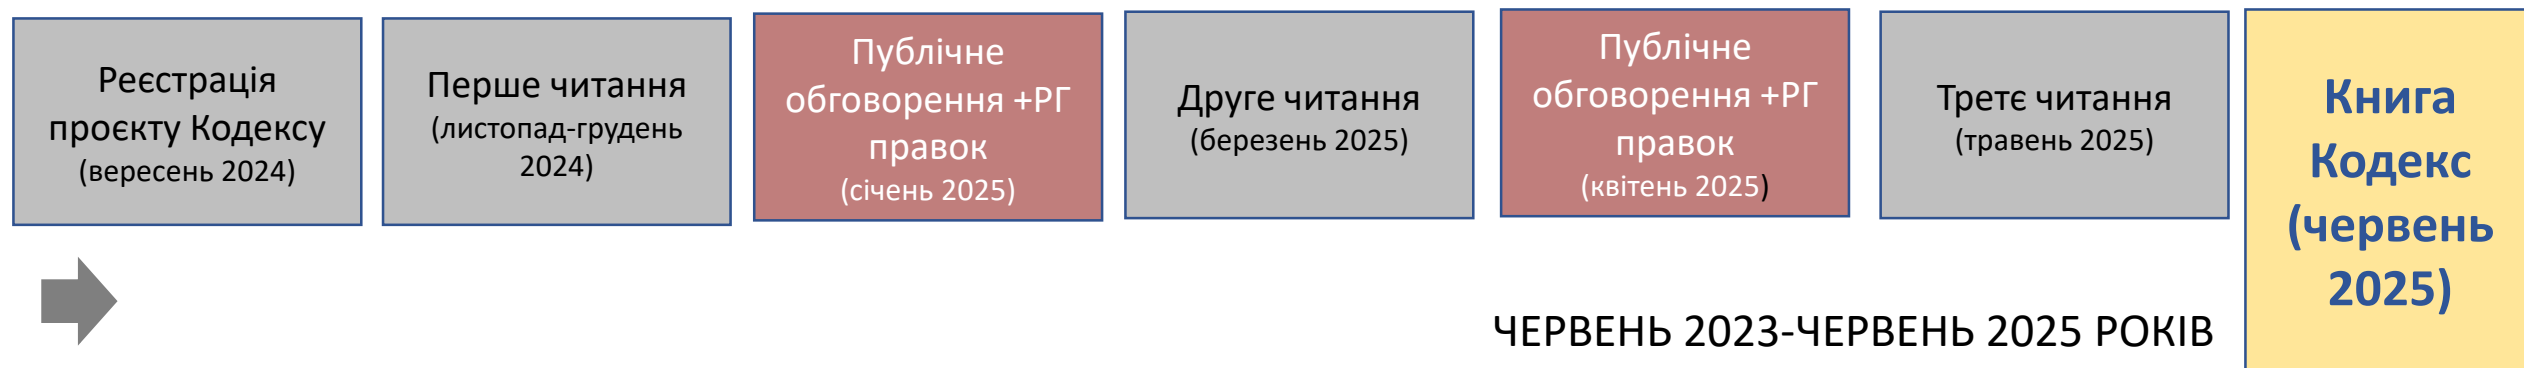 Реєстрація
проєкту Кодексу
(вересень 2024)
Перше читання
(листопад-грудень
2024)
Публічне
обговорення +РГ
правок
(січень 2025)
Друге читання
(березень 2025)
Публічне
обговорення +РГ
правок
(квітень 2025)
Третє читання
(травень 2025)
Книга
Кодекс
(червень
2025)
ЧЕРВЕНЬ 2023-ЧЕРВЕНЬ 2025 РОКІВ